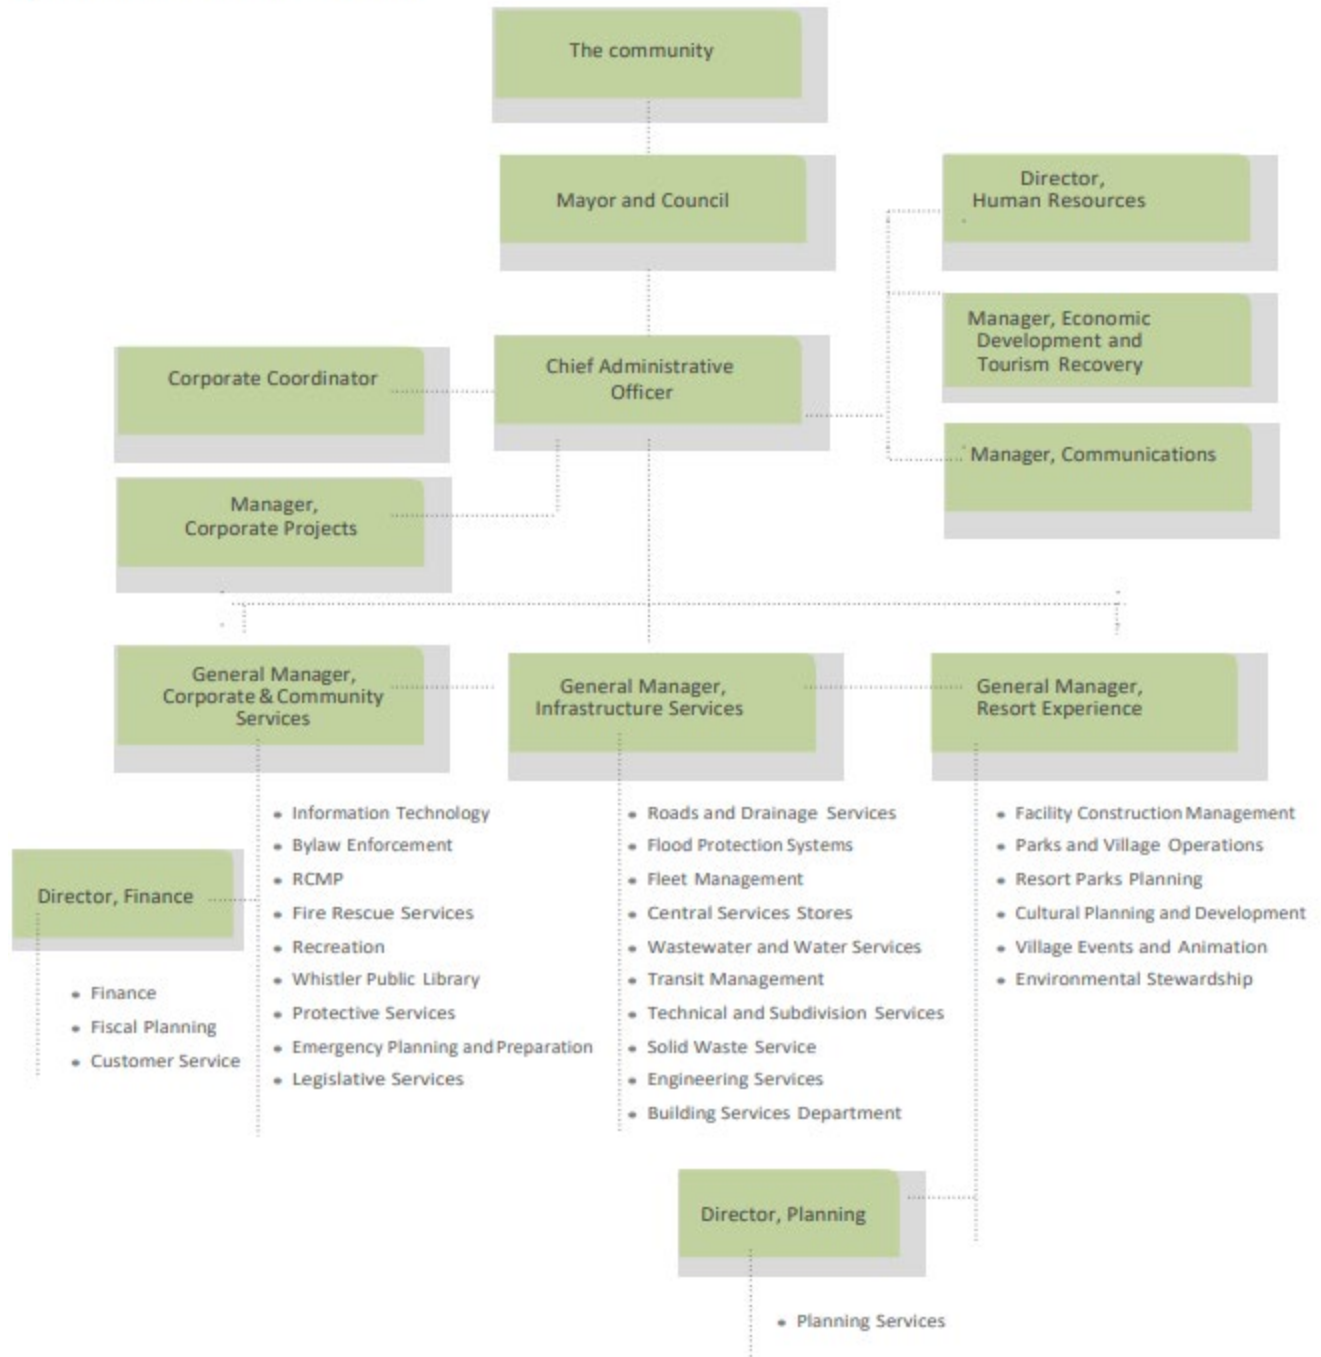 The community
Mayor and Council
Director,
Human Resources
Manager, Economic
Development and
Tourism Recovery
Manager, Communications
Chief Administrative
Officer
Corporate Coordinator
Manager,
Corporate Projects
General Manager,
Corporate & Community
Services
General Manager,
Infrastructure Services
General Manager,
Resort Experience
Director, Finance
• Finance
• Fiscal Planning
• Customer Service
• Information Technology
• Bylaw Enforcement
• RCMP
• Fire Rescue Services
• Recreation
• Whistler Public Library
• Protective Services
• Emergency Planning and Preparation
• Legislative Services
• Roads and Drainage Services
• Flood Protection Systems
• Fleet Management
• Central Services Stores
• Wastewater and Water Services
• Transit Management
• Technical and Subdivision Services
• Solid Waste Service
• Engineering Services
• Building Services Department
• Facility Construction Management
• Parks and Village Operations
• Resort Parks Planning
• Cultural Planning and Development
• Village Events and Animation
• Environmental Stewardship
Director, Planning
• Planning Services